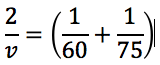 2/v = (1/60 + 1/75)